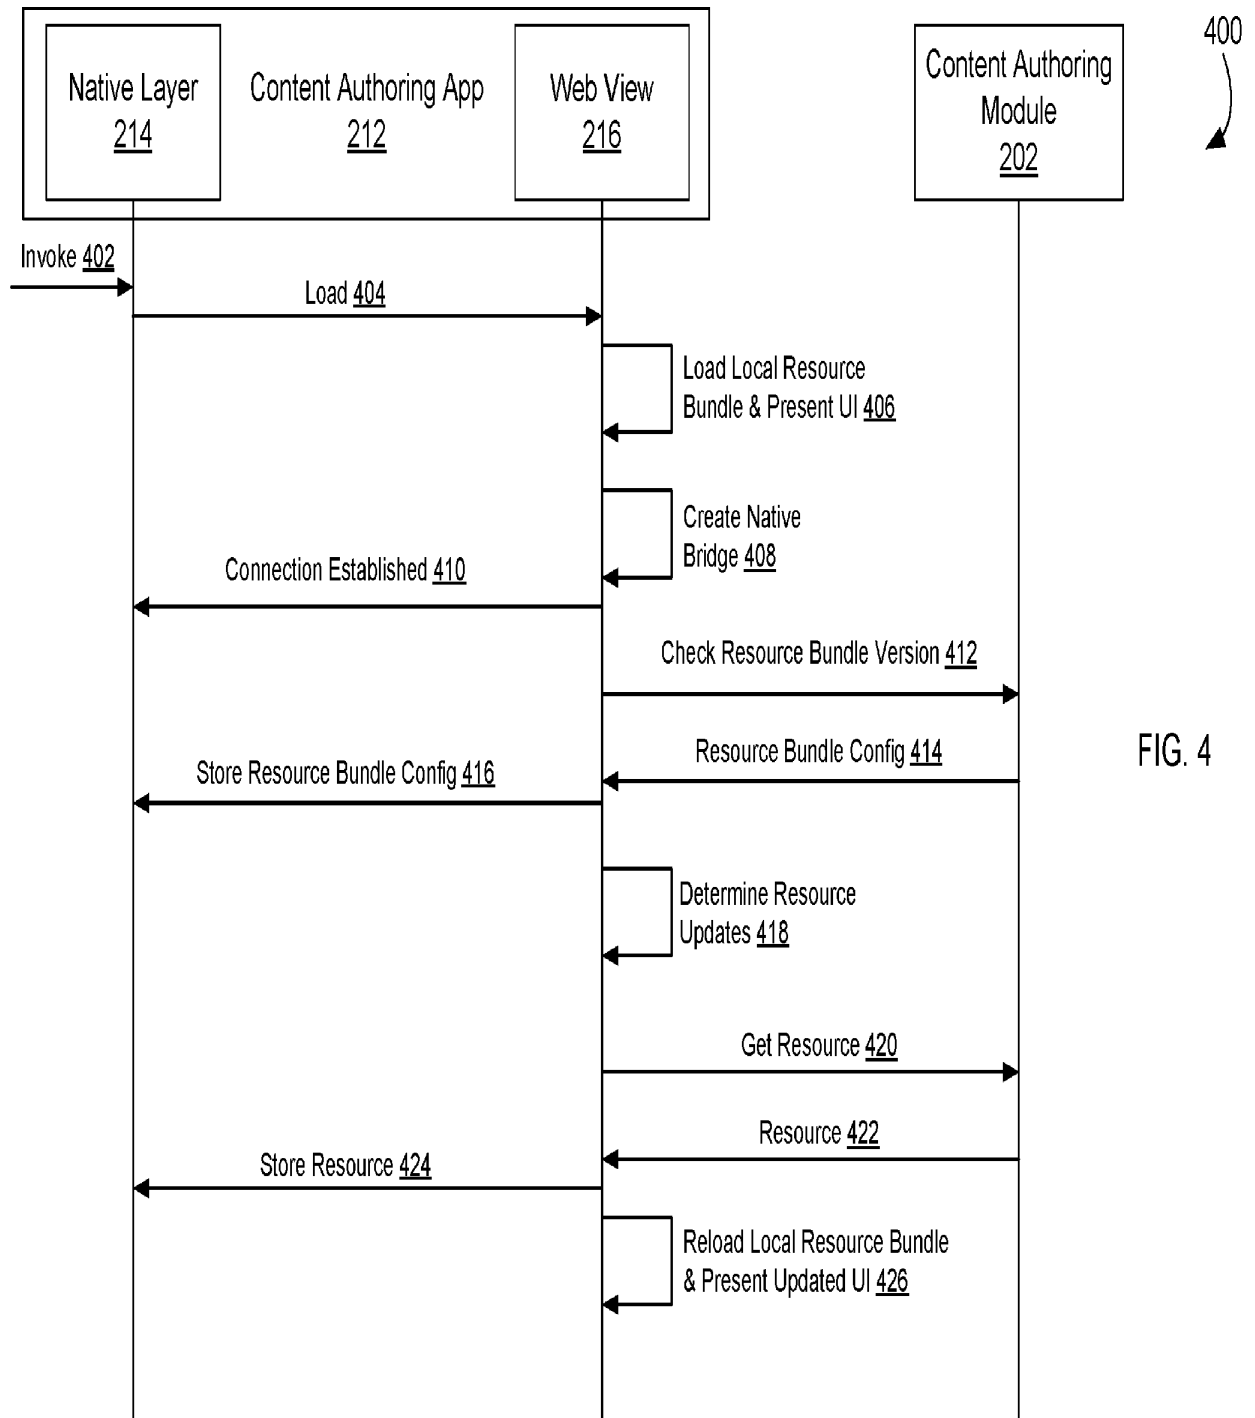 400
Native Layer
214
Content Authoring App
212
Web View
216
Content Authoring
Module
202
Invoke 402
Load 404
Load Local Resource
Bundle & Present UI 406
Create Native
Bridge 408
Connection Established 410
Check Resource Bundle Version 412
Resource Bundle Config 414
Store Resource Bundle Config 416
FIG. 4
Determine Resource
Updates 418
Get Resource 420
Resource 422
Store Resource 424
Reload Local Resource Bundle
& Present Updated UI 426